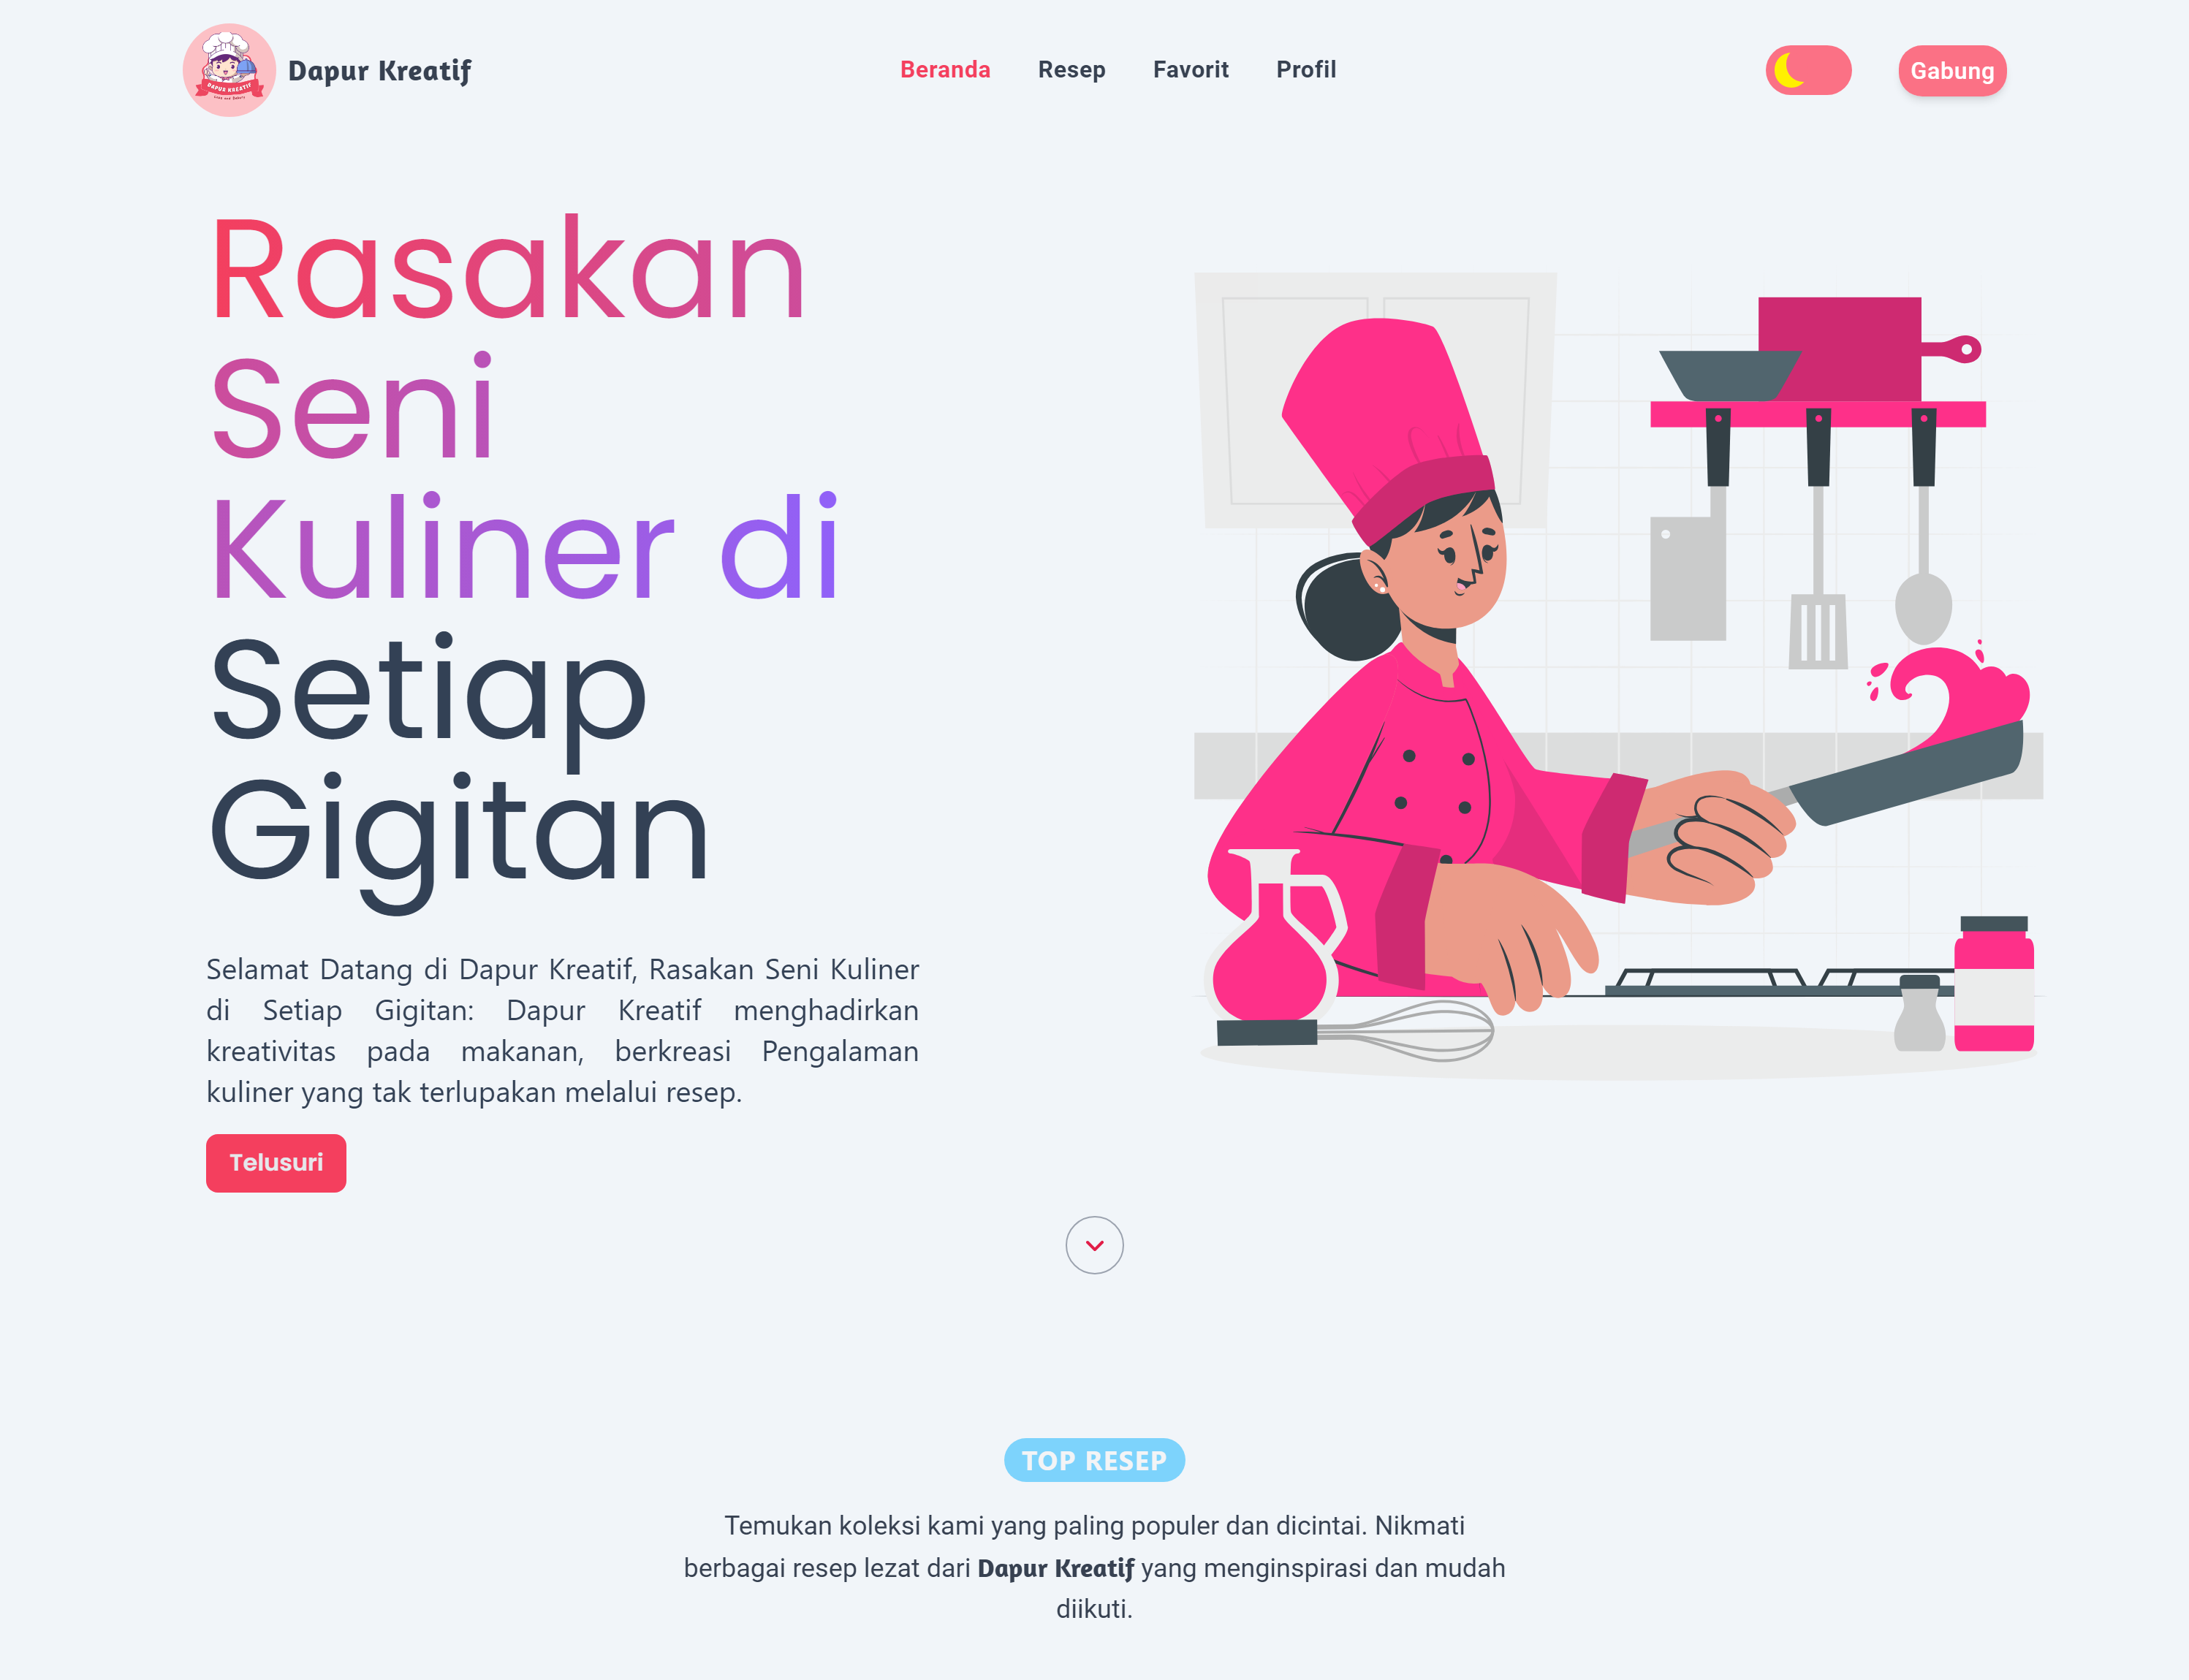 DAPUR KREATIF
Dapur Kreatif
Beranda
Resep
Favorit
Profil
Gabung
Rasakan
Seni
Kuliner di
Setiap
Gigitan
Selamat Datang di Dapur Kreatif, Rasakan Seni Kuliner
di Setiap Gigitan: Dapur Kreatif menghadirkan
kreativitas pada makanan, berkreasi Pengalaman
kuliner yang tak terlupakan melalui resep.
Telusuri
TOP RESEP
Temukan koleksi kami yang paling populer dan dicintai. Nikmati
berbagai resep lezat dari Dapur Kreatif yang menginspirasi dan mudah
diikuti.